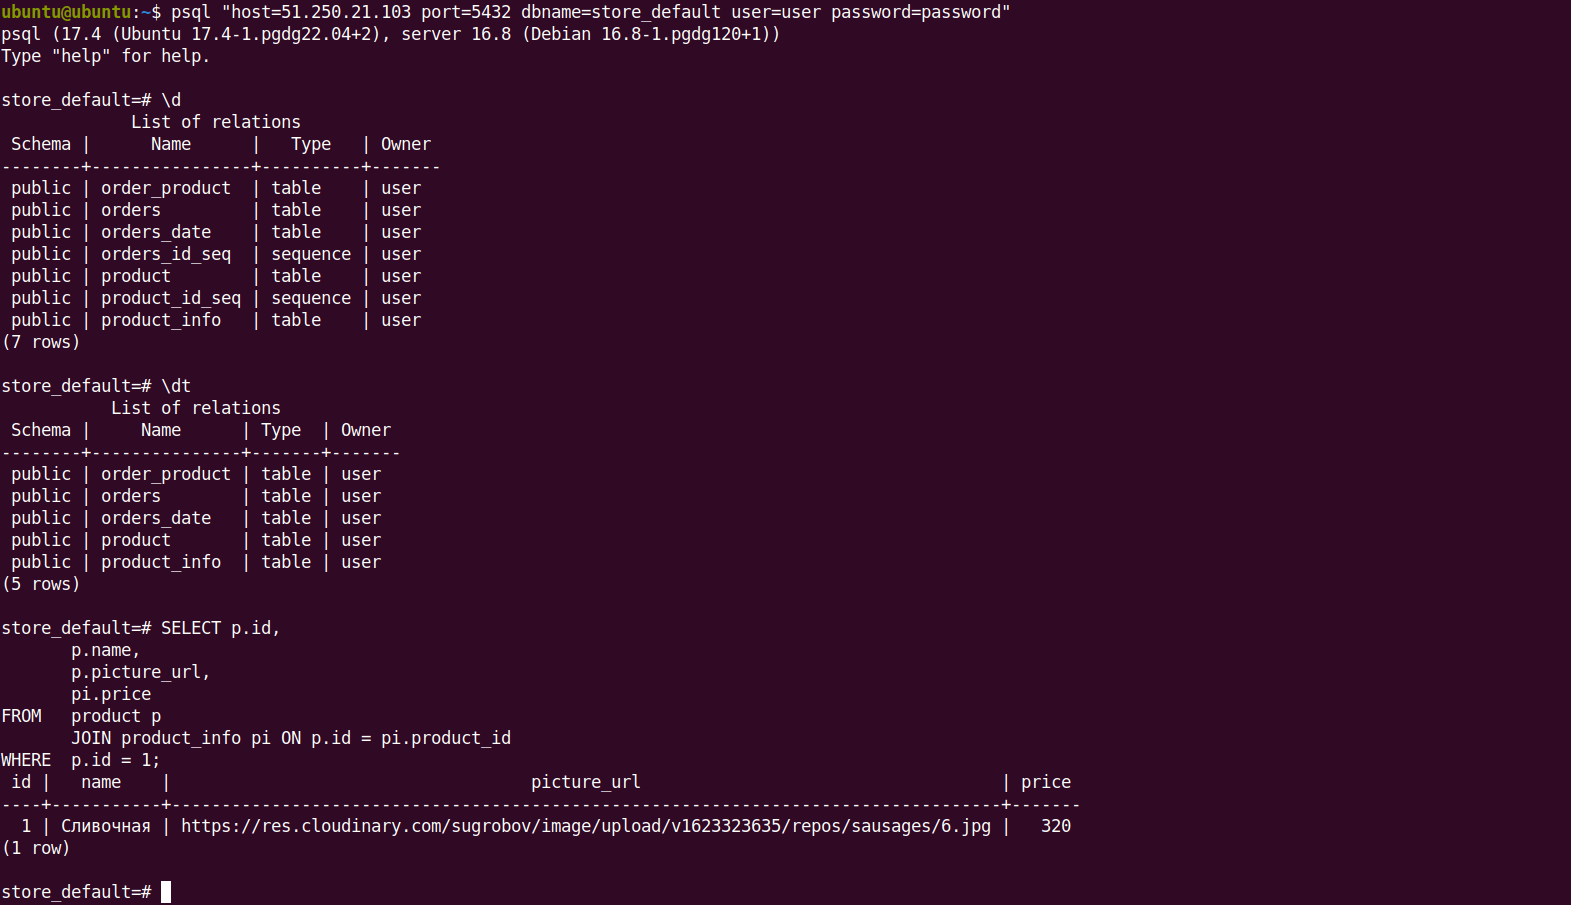 ubuntu@ubuntu:~$ psql "host=51.250.21.103 port=5432 dbname=store_default user=user password=password"
psql (17.4 (Ubuntu 17.4-1.pgdg22.04+2), server 16.8 (Debian 16.8-1.pgdg120+1))
Type "help" for help.

store_default=# \d
             List of relations
 Schema |      Name      |   Type   | Owner
--------+----------------+----------+-------
 public | order_product  | table    | user
 public | orders         | table    | user
 public | orders_date    | table    | user
 public | orders_id_seq  | sequence | user
 public | product        | table    | user
 public | product_id_seq | sequence | user
 public | product_info   | table    | user
(7 rows)

store_default=# \dt
           List of relations
 Schema |     Name      | Type  | Owner
--------+---------------+-------+-------
 public | order_product | table | user
 public | orders        | table | user
 public | orders_date   | table | user
 public | product       | table | user
 public | product_info  | table | user
(5 rows)

store_default=# SELECT p.id,
       p.name,
       p.picture_url,
       pi.price
FROM   product p
       JOIN product_info pi ON p.id = pi.product_id
WHERE  p.id = 1;
 id |   name    |                                    picture_url                                    | price
----+-----------+-----------------------------------------------------------------------------------+-------
  1 | Сливочная | https://res.cloudinary.com/sugrobov/image/upload/v1623323635/repos/sausages/6.jpg |   320
(1 row)

store_default=#